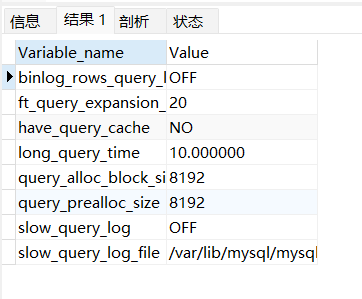 信息 结果 1 剖析 状态
Variable_name Value
binlog_rows_query_l OFF
ft_query_expansion_ 20
have_query_cache NO
long_query_time 10.000000
query_alloc_block_si 8192
query_prealloc_size 8192
slow_query_log OFF
slow_query_log_file /var/lib/mysql/mysql